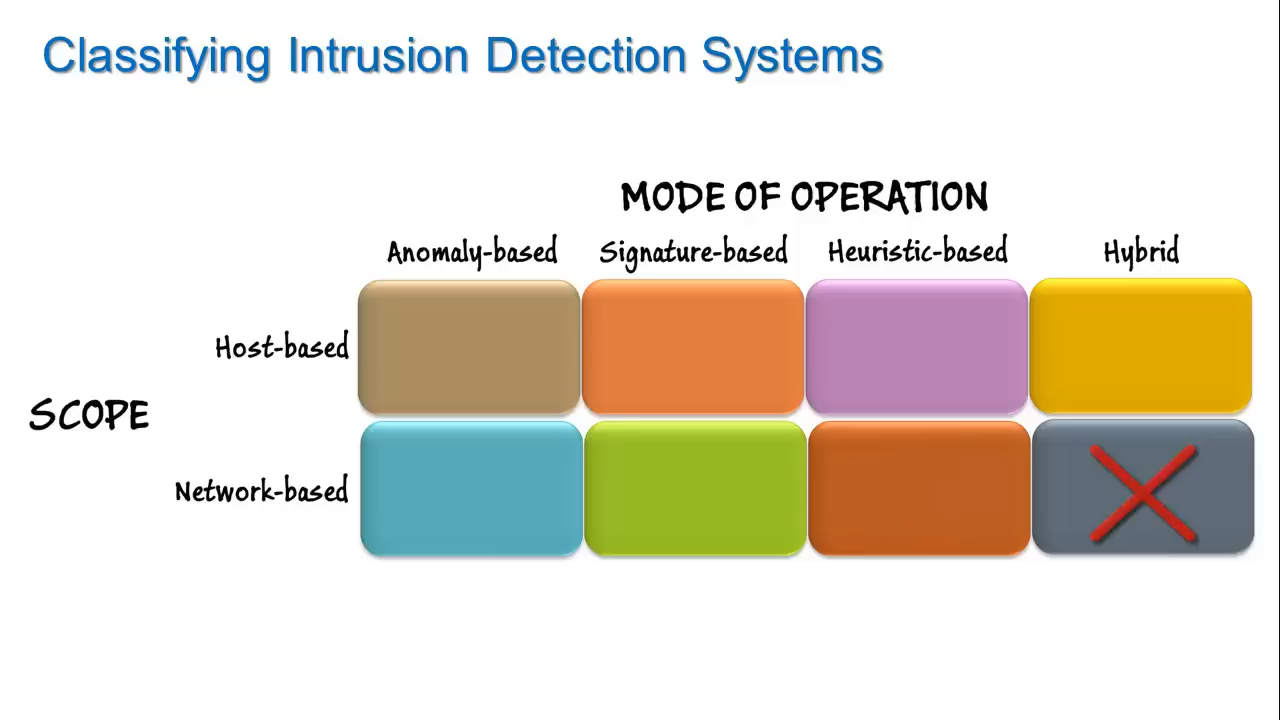 Classifying Intrusion Detection Systems
MODE OF OPERATION
Anomaly-based Signature-based Heuristic-based Hybrid
Host-based
SCOPE
Network-based